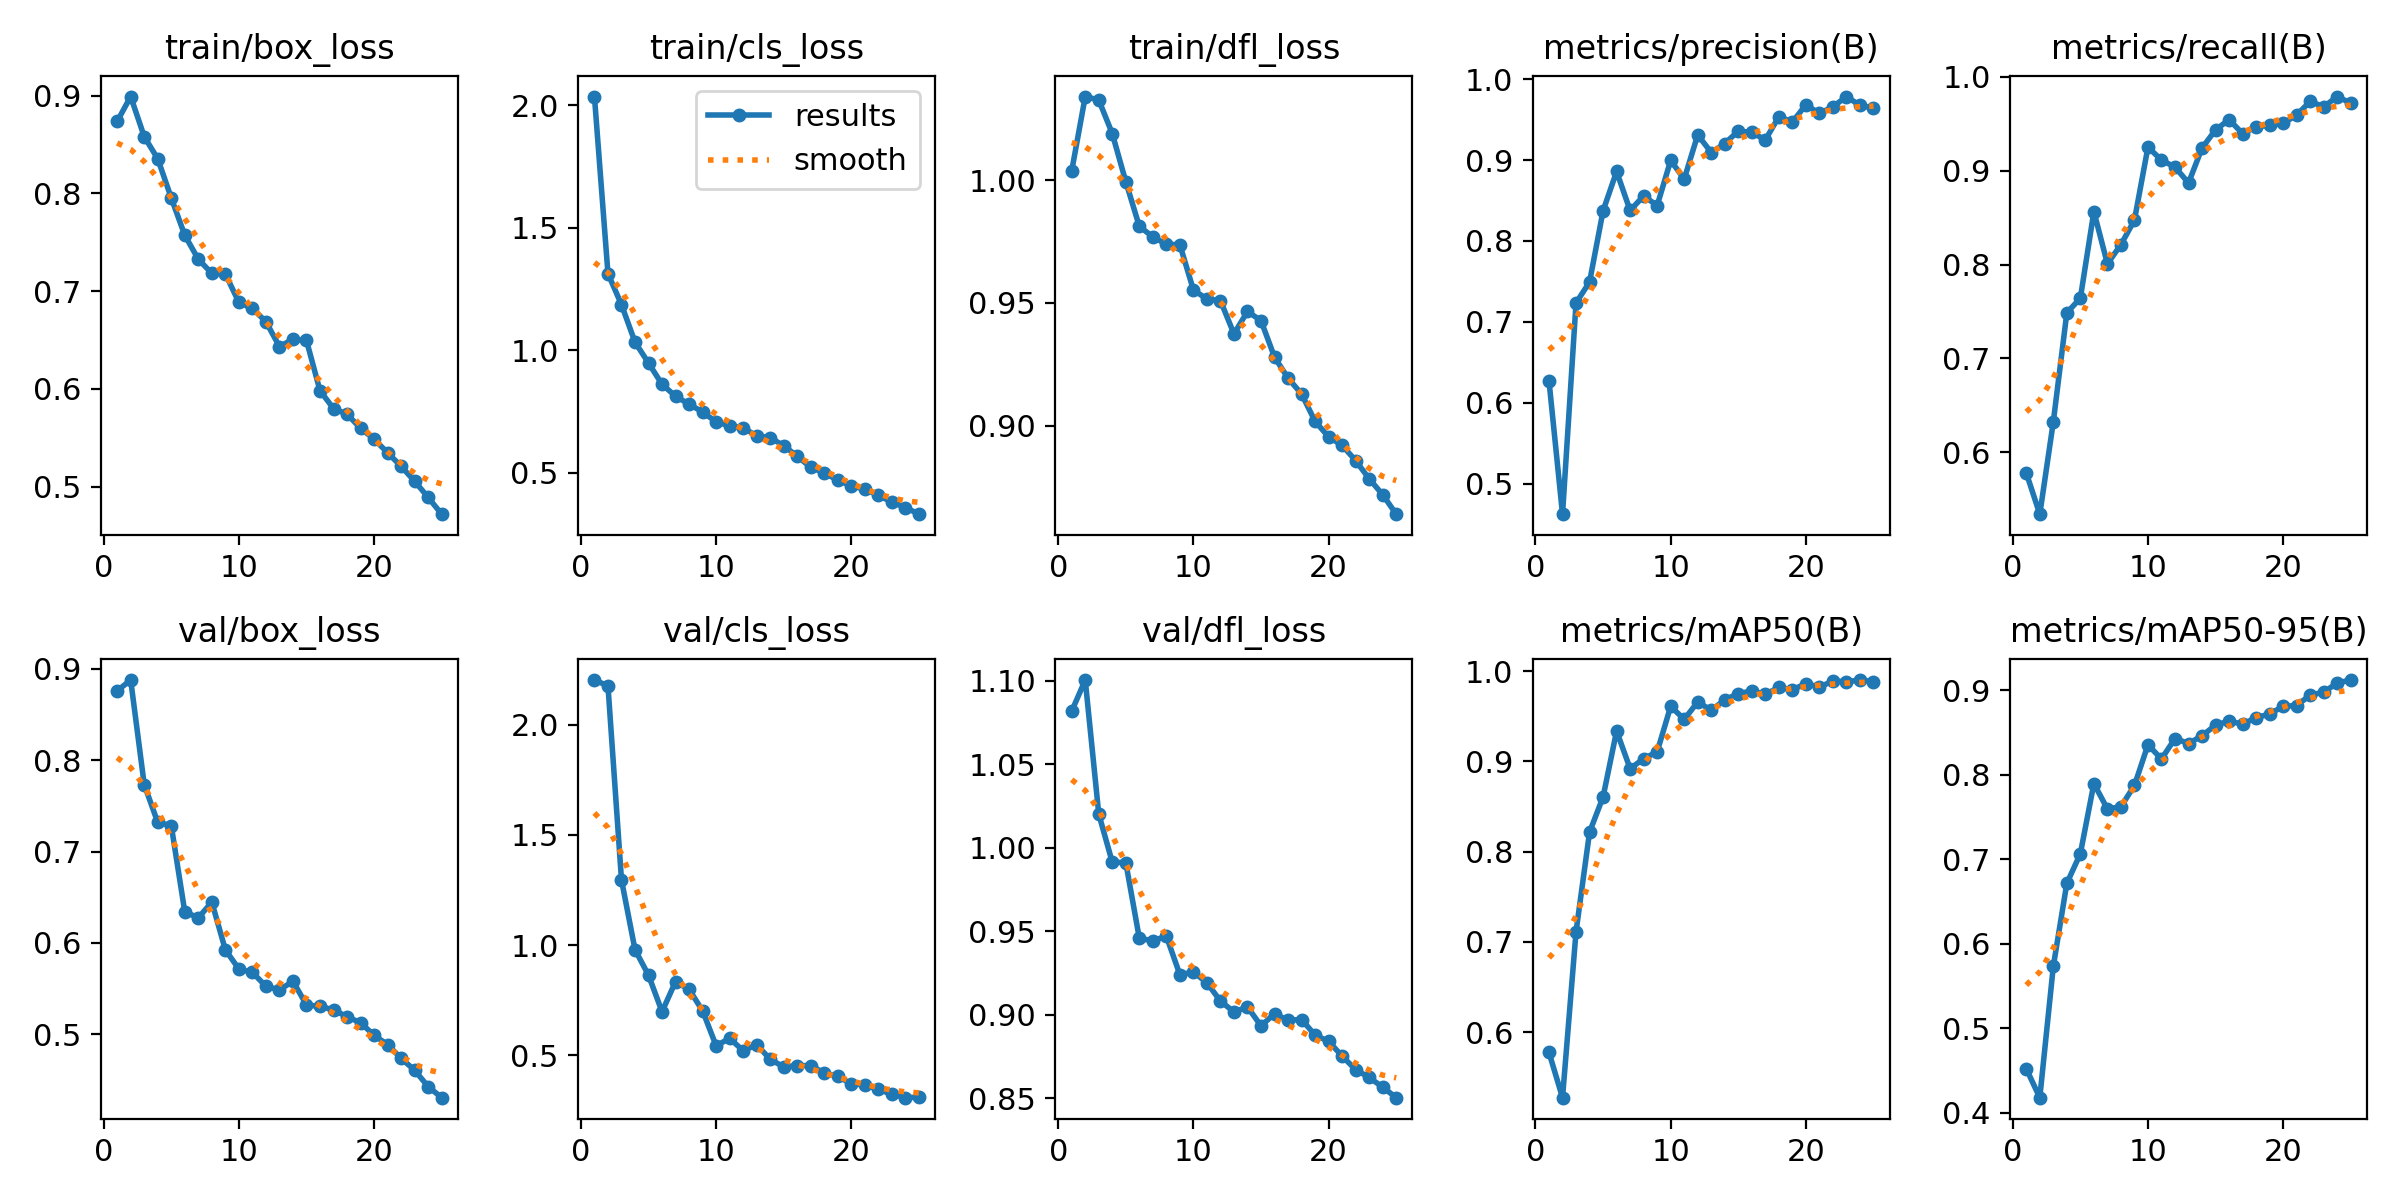 train/box_loss
0.9
0.8
0.7
0.6
0.5
0 10 20
train/cls_loss
results
smooth
2.0
1.5
1.0
0.5
0 10 20
train/dfl_loss
1.00
0.95
0.90
0 10 20
metrics/precision(B)
1.0
0.9
0.8
0.7
0.6
0.5
0 10 20
metrics/recall(B)
1.0
0.9
0.8
0.7
0.6
0 10 20
val/box_loss
0.9
0.8
0.7
0.6
0.5
0 10 20
val/cls_loss
2.0
1.5
1.0
0.5
0 10 20
val/dfl_loss
1.10
1.05
1.00
0.95
0.90
0.85
0 10 20
metrics/mAP50(B)
1.0
0.9
0.8
0.7
0.6
0 10 20
metrics/mAP50-95(B)
0.9
0.8
0.7
0.6
0.5
0.4
0 10 20